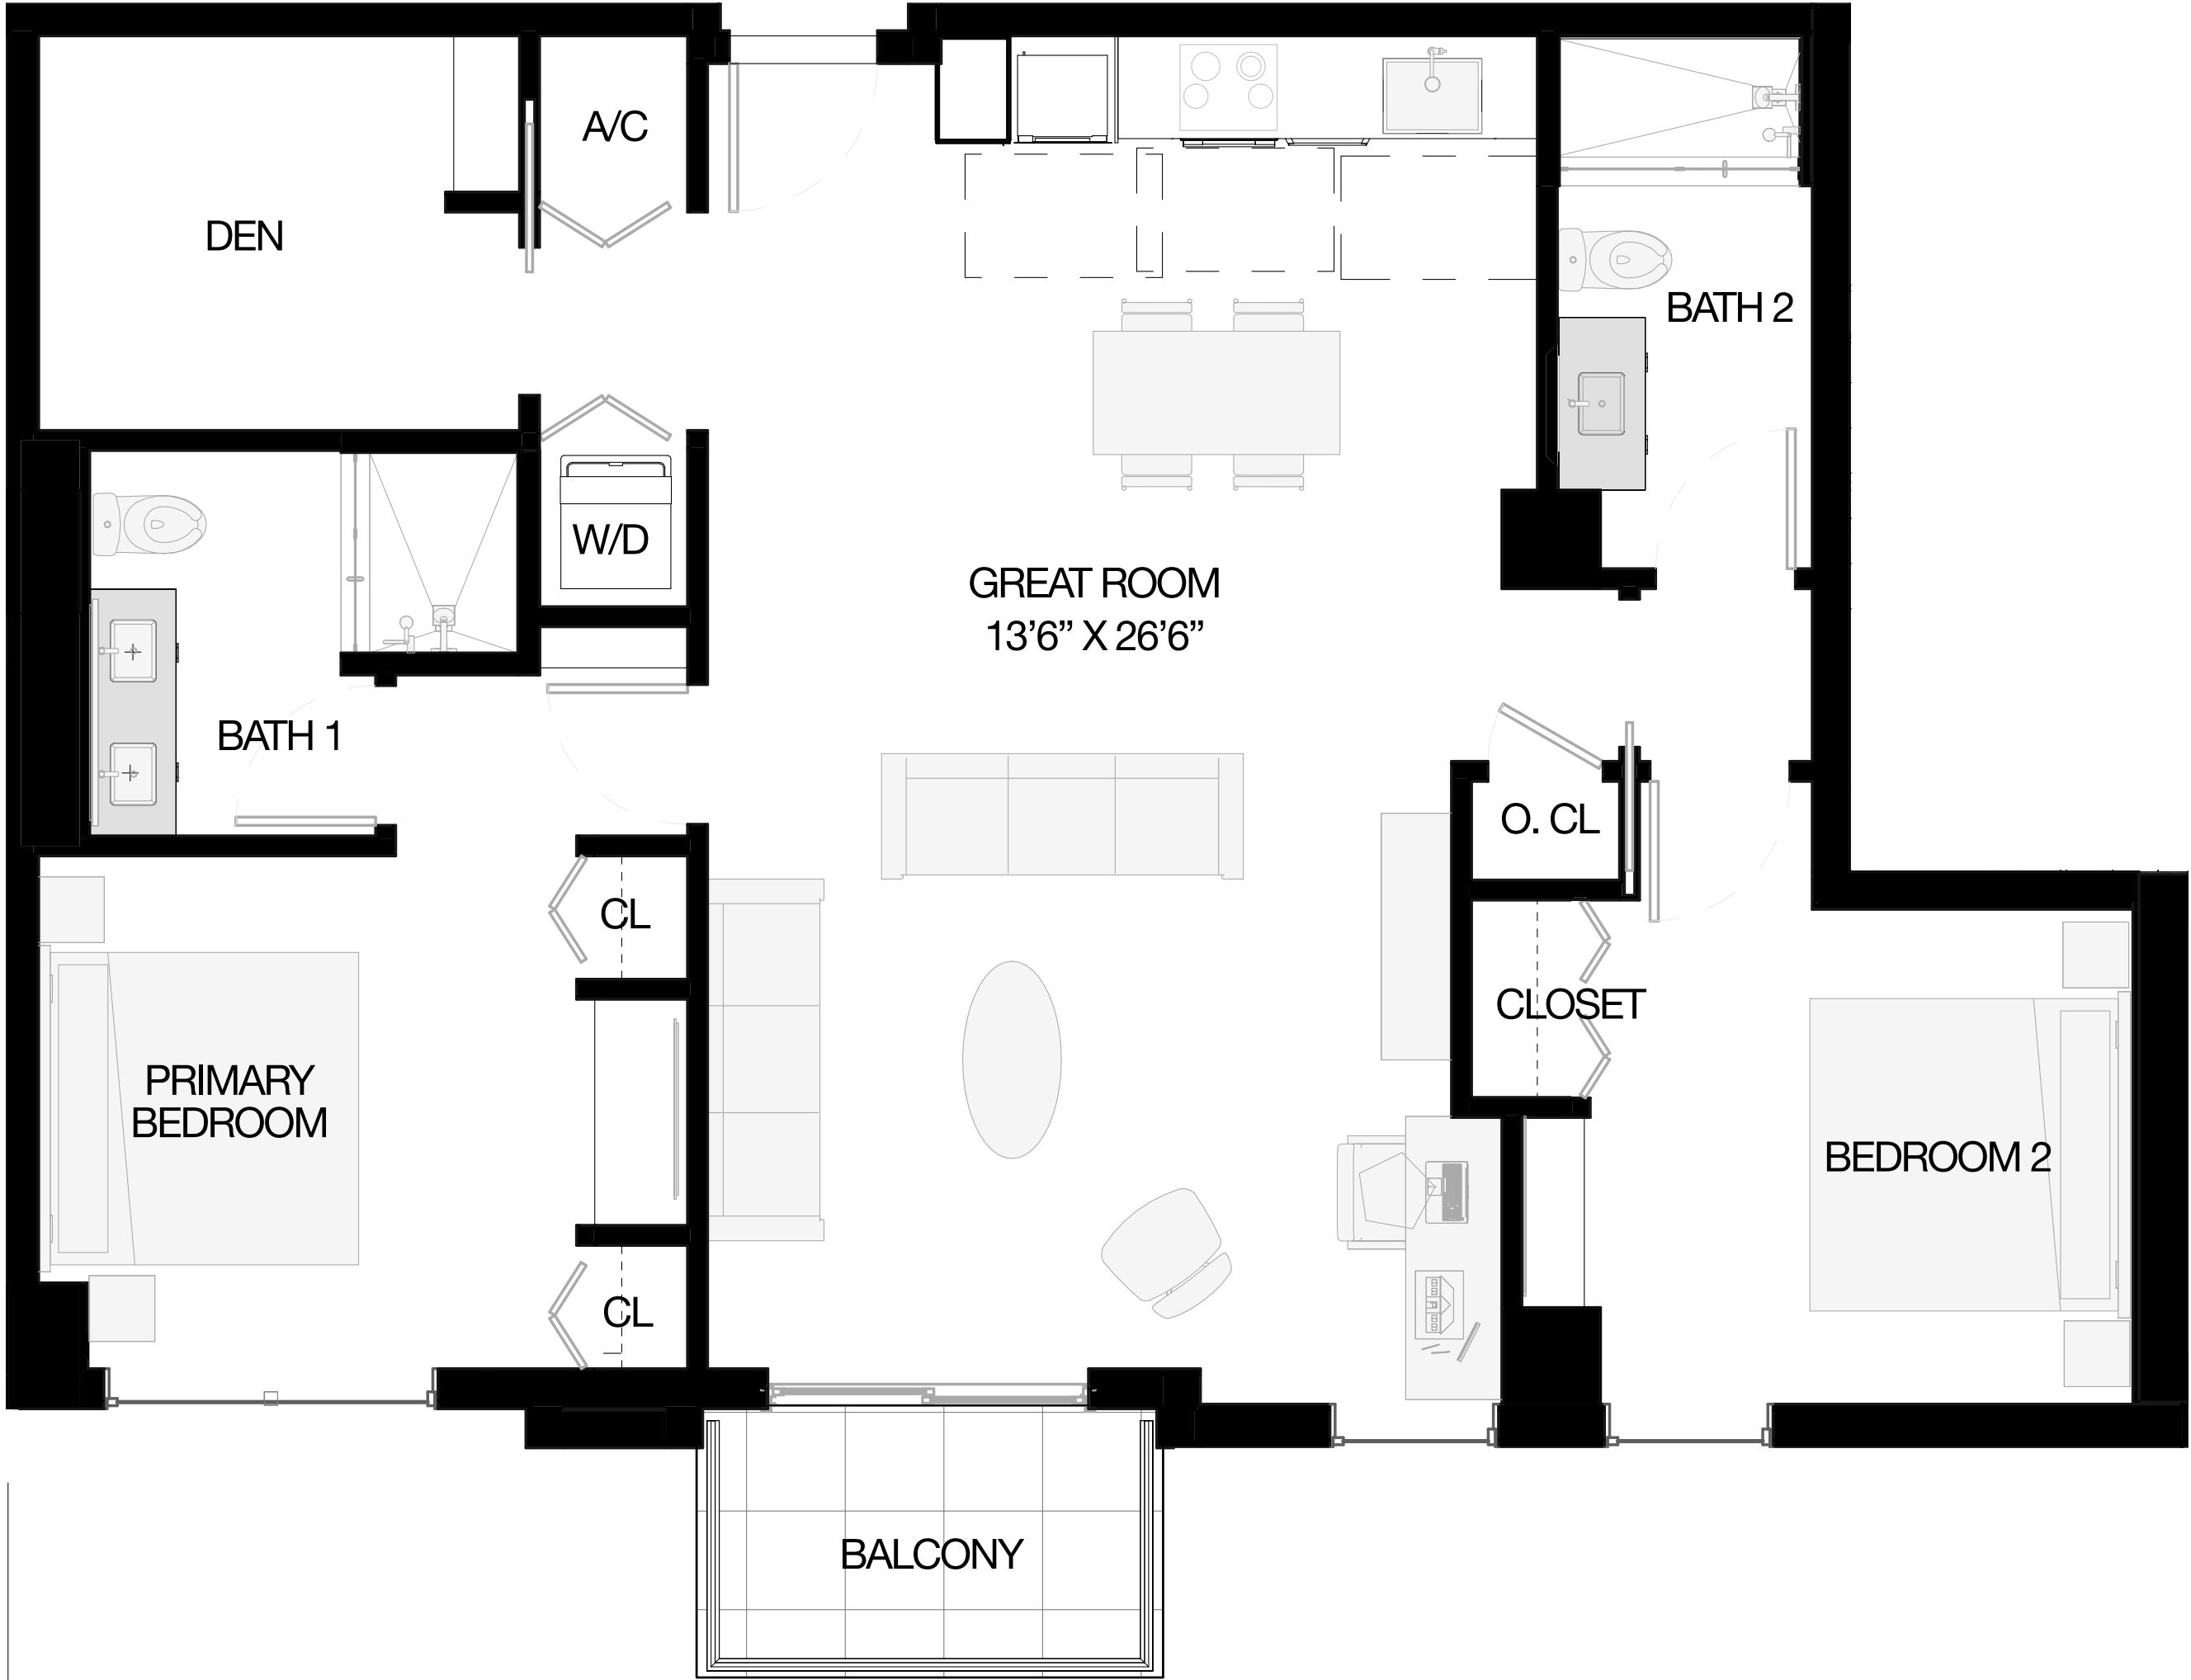 A/C
DEN
BATH 2
W/D
GREAT ROOM
13’6” X 26’6”
BATH 1
O. CL
CL
CLOSET
PRIMARY
BEDROOM
BEDROOM 2
CL
BALCONY